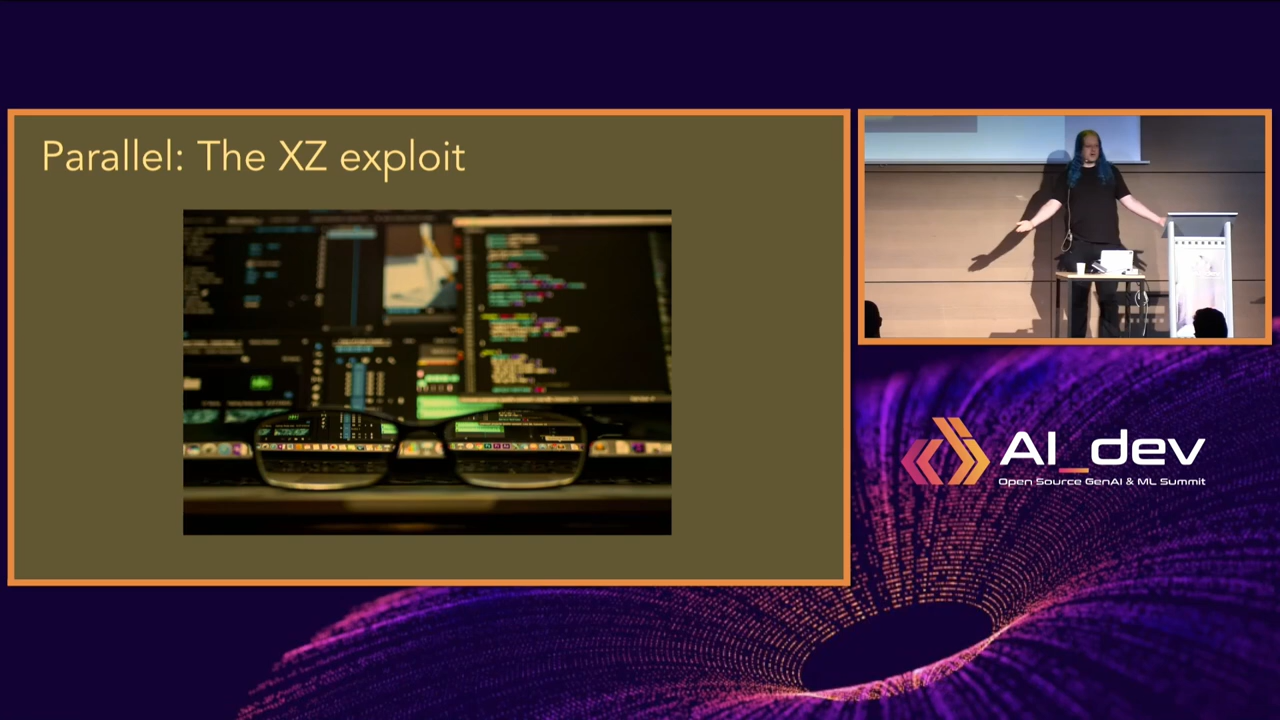 Parallel: The XZ exploit
AI_dev
Open Source GenAI & ML Summit